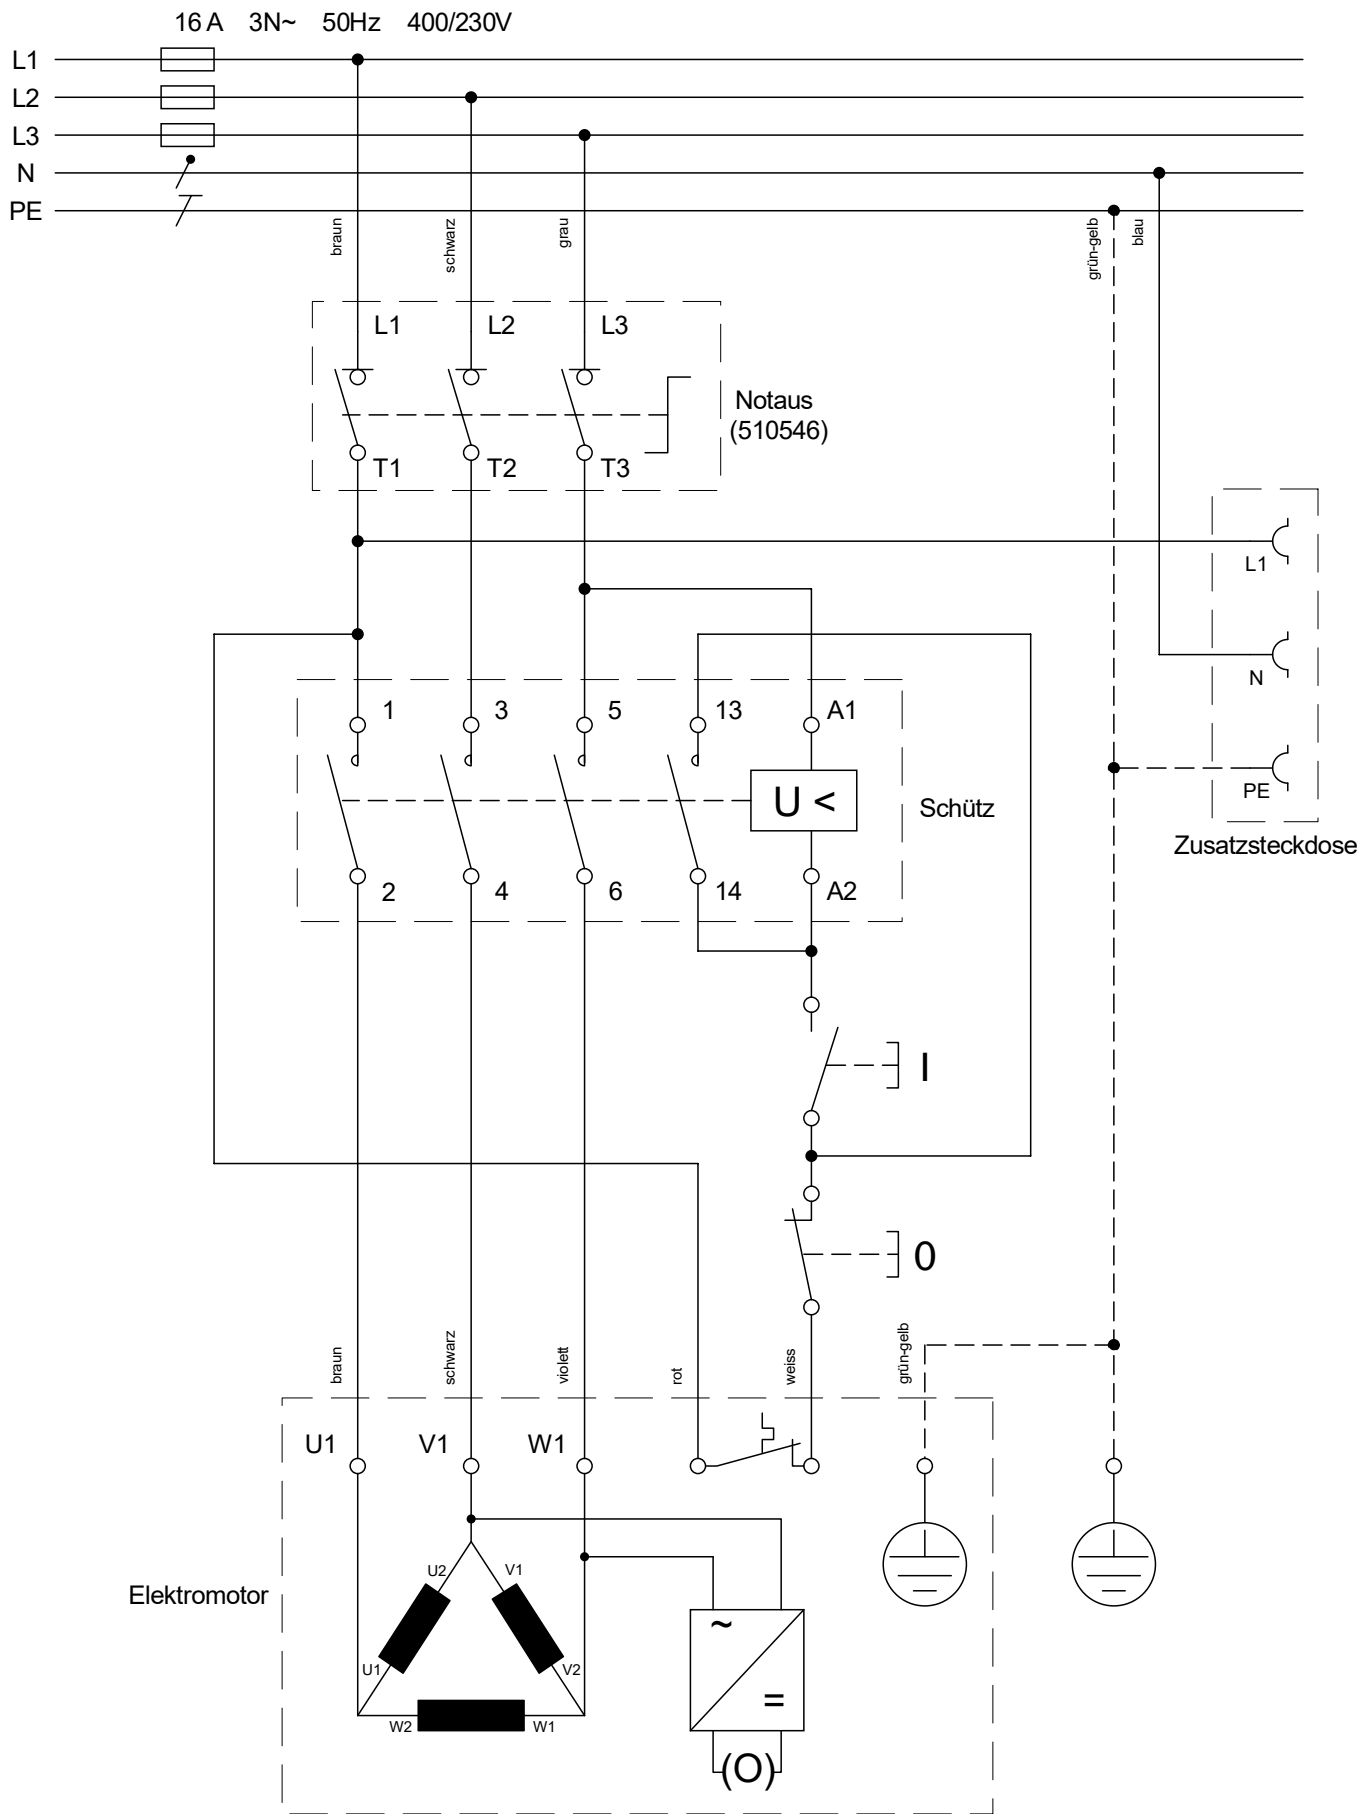 16 A 3N~ 50Hz 400/230V
L1
L2
L3
N
PE
braun
schwarz
grau
grün-gelb
blau
L1 L2 L3
Notaus
(510546)
T1 T2 T3
L1
N
PE
Zusatzsteckdose
1 3 5 13 A1
U <
Schütz
2 4 6 14 A2
I
0
braun
schwarz
violett
rot
weiss
grün-gelb
U1 V1 W1
Elektromotor
U2 V1
U1 V2
W2 W1
~
=
(O)